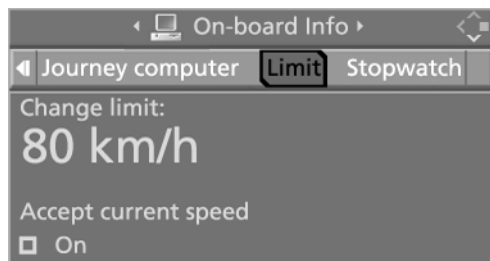 On-board Info
Journey computer Limit Stopwatch
Change limit:
80 km/h
Accept current speed
On